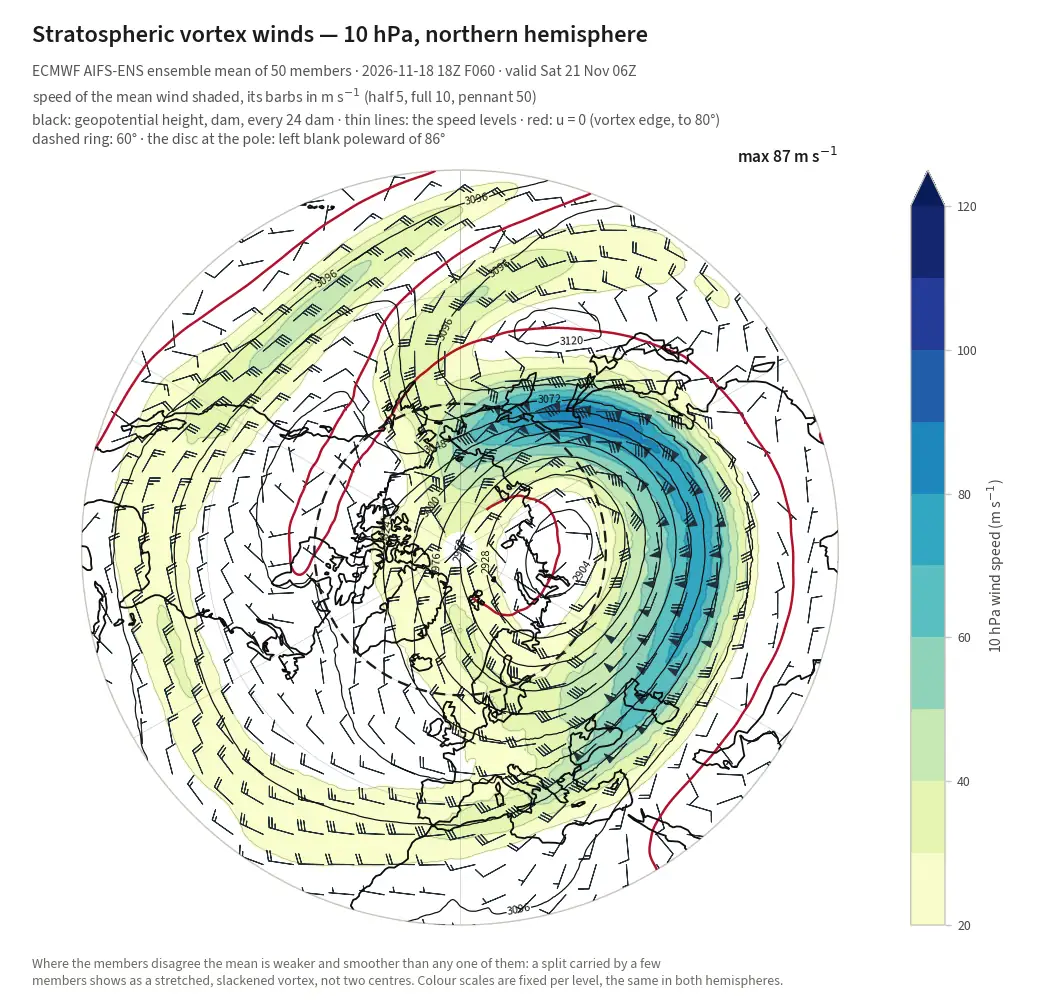 Stratospheric vortex winds — 10 hPa, northern hemisphere
ECMWF AIFS-ENS ensemble mean of 50 members · 2026-11-18 18Z F060 · valid Sat 21 Nov 06Z
speed of the mean wind shaded, its barbs in m s⁻¹ (half 5, full 10, pennant 50)
black: geopotential height, dam, every 24 dam · thin lines: the speed levels · red: u = 0 (vortex edge, to 80°)
dashed ring: 60° · the disc at the pole: left blank poleward of 86°
max 87 m s⁻¹
3096
3096
3096
3096
3120
3072
3048
2976
2928
2904
3096
120
100
80
60
40
20
10 hPa wind speed (m s⁻¹)
Where the members disagree the mean is weaker and smoother than any one of them: a split carried by a few
members shows as a stretched, slackened vortex, not two centres. Colour scales are fixed per level, the same in both hemispheres.